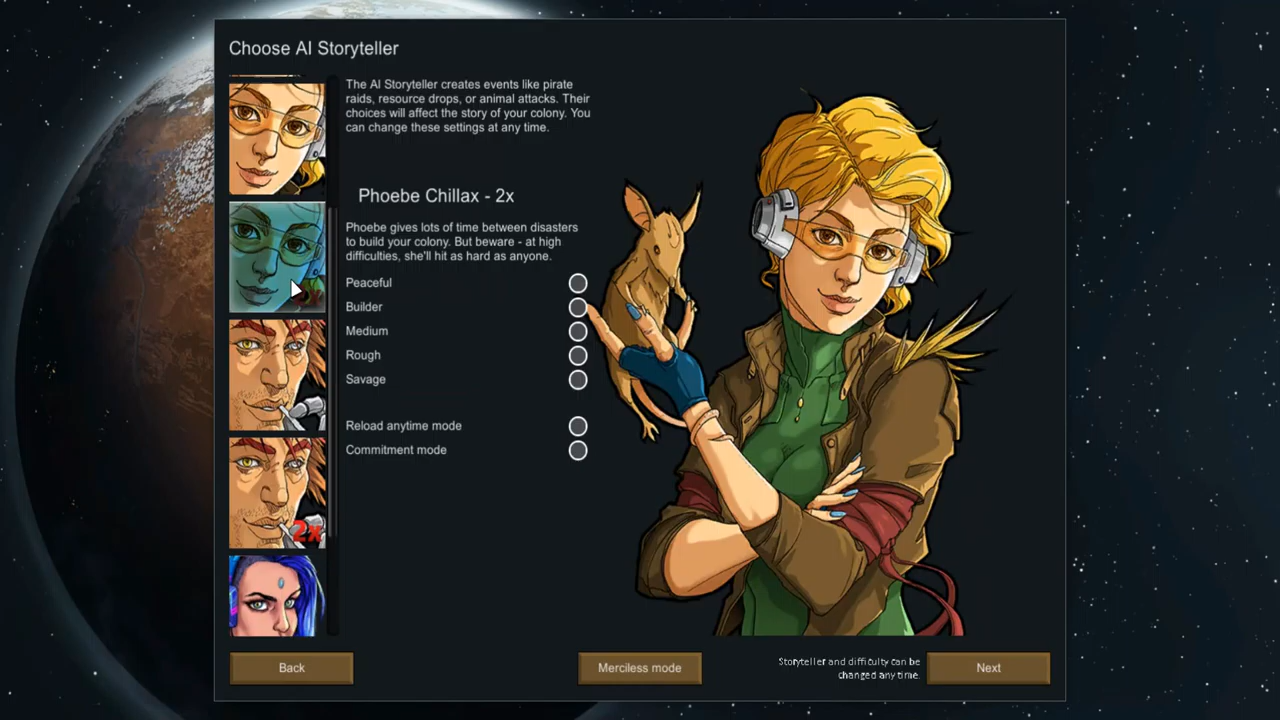 Choose AI Storyteller
The AI Storyteller creates events like pirate
raids, resource drops, or animal attacks. Their
choices will affect the story of your colony. You
can change these settings at any time.
Phoebe Chillax - 2x
Phoebe gives lots of time between disasters
to build your colony. But beware - at high
difficulties, she'll hit as hard as anyone.
Peaceful
Builder
Medium
Rough
Savage
Reload anytime mode
Commitment mode
2x
Back
Merciless mode
Storyteller and difficulty can be
changed any time.
Next